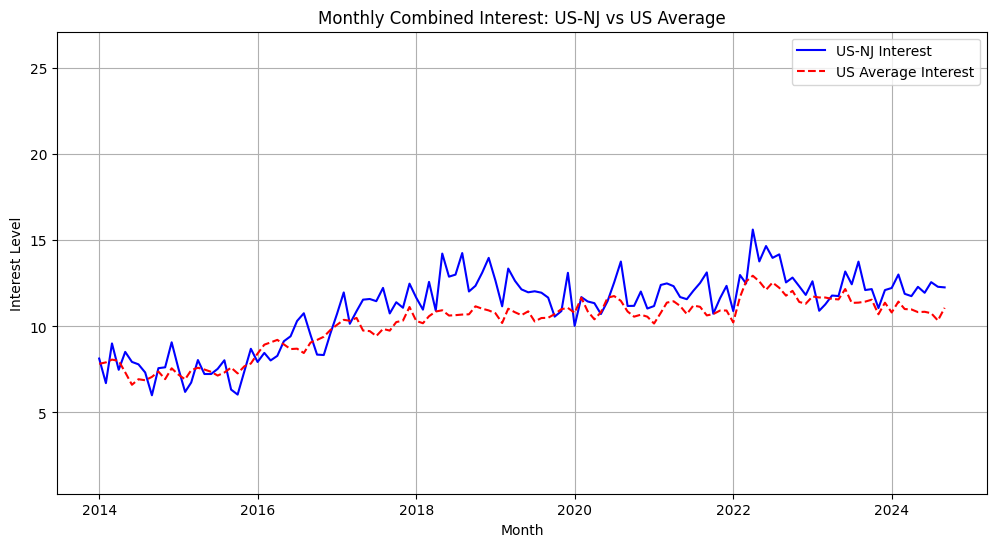 Monthly Combined Interest: US-NJ vs US Average
US-NJ Interest
US Average Interest
Interest Level
25
20
15
10
5
2014
2016
2018
2020
2022
2024
Month